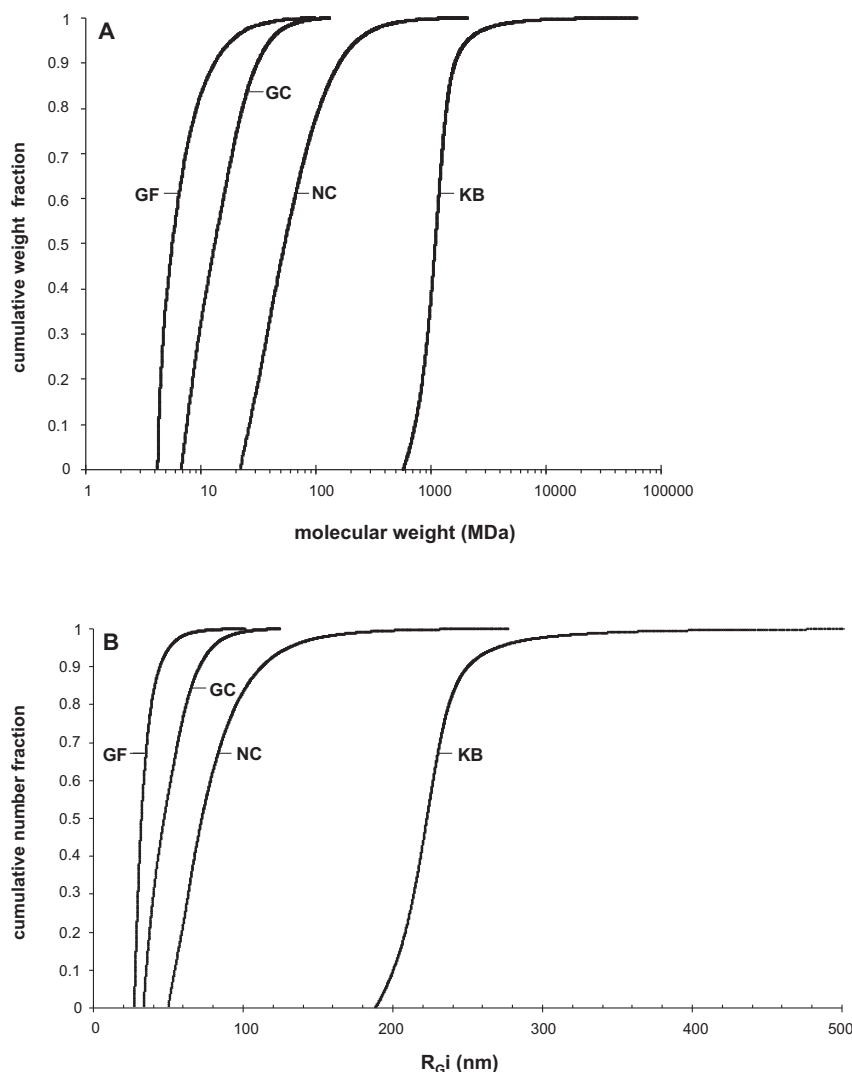 A
1
0.9
0.8
0.7
0.6
0.5
0.4
0.3
0.2
0.1
0
cumulative weight fraction
GF
GC
NC
KB
1 10 100 1000 10000 100000
molecular weight (MDa)
B
1
0.9
0.8
0.7
0.6
0.5
0.4
0.3
0.2
0.1
0
cumulative number fraction
GC
GF
NC
KB
0 100 200 300 400 500
RGi (nm)